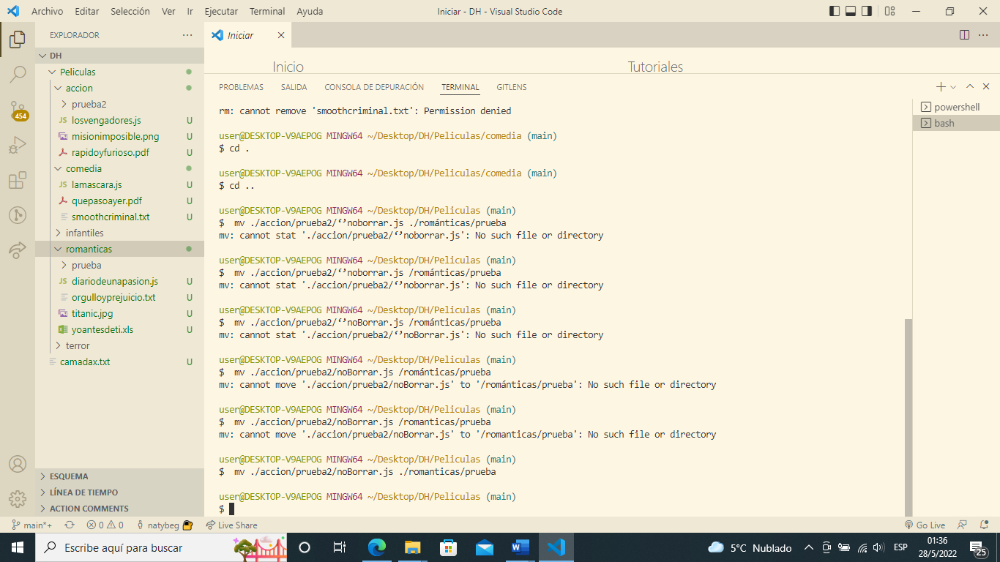 Archivo Editar Selección Ver Ir Ejecutar Terminal Ayuda
Iniciar - DH - Visual Studio Code
EXPLORADOR
DH
Peliculas
accion
prueba2
JS losvengadores.js U
misionimposible.png U
rapidoyfurioso.pdf U
comedia
JS lamascara.js U
quepasoayer.pdf U
smoothcriminal.txt U
infantiles
romanticas
prueba
JS diariodeunapasion.js U
orgulloyprejuicio.txt U
titanic.jpg U
yoantesdeti.xls U
terror
camadax.txt U
454
ESQUEMA
LÍNEA DE TIEMPO
ACTION COMMENTS
Iniciar
Inicio Tutoriales
PROBLEMAS SALIDA CONSOLA DE DEPURACIÓN TERMINAL GITLENS
powershell
bash
rm: cannot remove 'smoothcriminal.txt': Permission denied
user@DESKTOP-V9AEPOG MINGW64 ~/Desktop/DH/Peliculas/comedia (main)
$ cd .
user@DESKTOP-V9AEPOG MINGW64 ~/Desktop/DH/Peliculas/comedia (main)
$ cd ..
user@DESKTOP-V9AEPOG MINGW64 ~/Desktop/DH/Peliculas (main)
$  mv ./accion/prueba2/‘’noborrar.js ./románticas/prueba
mv: cannot stat './accion/prueba2/‘’noborrar.js': No such file or directory
user@DESKTOP-V9AEPOG MINGW64 ~/Desktop/DH/Peliculas (main)
$  mv ./accion/prueba2/‘’noborrar.js /románticas/prueba
mv: cannot stat './accion/prueba2/‘’noborrar.js': No such file or directory
user@DESKTOP-V9AEPOG MINGW64 ~/Desktop/DH/Peliculas (main)
$  mv ./accion/prueba2/‘’noBorrar.js /románticas/prueba
mv: cannot stat './accion/prueba2/‘’noBorrar.js': No such file or directory
user@DESKTOP-V9AEPOG MINGW64 ~/Desktop/DH/Peliculas (main)
$  mv ./accion/prueba2/noBorrar.js /románticas/prueba
mv: cannot move './accion/prueba2/noBorrar.js' to '/románticas/prueba': No such file or directory
user@DESKTOP-V9AEPOG MINGW64 ~/Desktop/DH/Peliculas (main)
$  mv ./accion/prueba2/noBorrar.js /romanticas/prueba
mv: cannot move './accion/prueba2/noBorrar.js' to '/romanticas/prueba': No such file or directory
user@DESKTOP-V9AEPOG MINGW64 ~/Desktop/DH/Peliculas (main)
$  mv ./accion/prueba2/noBorrar.js ./romanticas/prueba
user@DESKTOP-V9AEPOG MINGW64 ~/Desktop/DH/Peliculas (main)
$
main*+ 0 0 natybeg Live Share Go Live
Escribe aquí para buscar
5°C Nublado ESP 01:36
28/5/2022
25